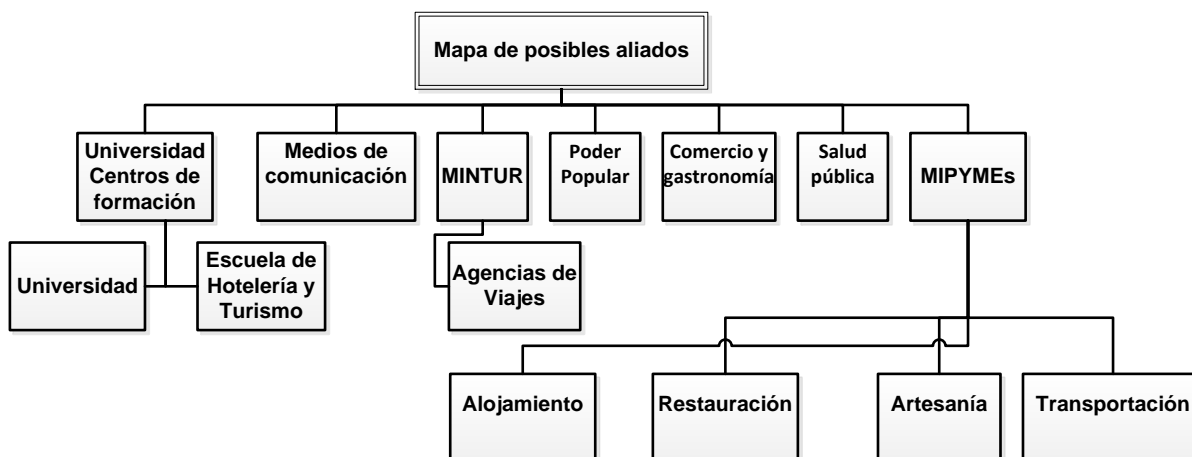 Mapa de posibles aliados
Universidad
Centros de
formación
Medios de
comunicación
MINTUR
Poder
Popular
Comercio y
gastronomía
Salud
pública
MIPYMEs
Universidad
Escuela de
Hotelería y
Turismo
Agencias de
Viajes
Alojamiento
Restauración
Artesanía
Transportación